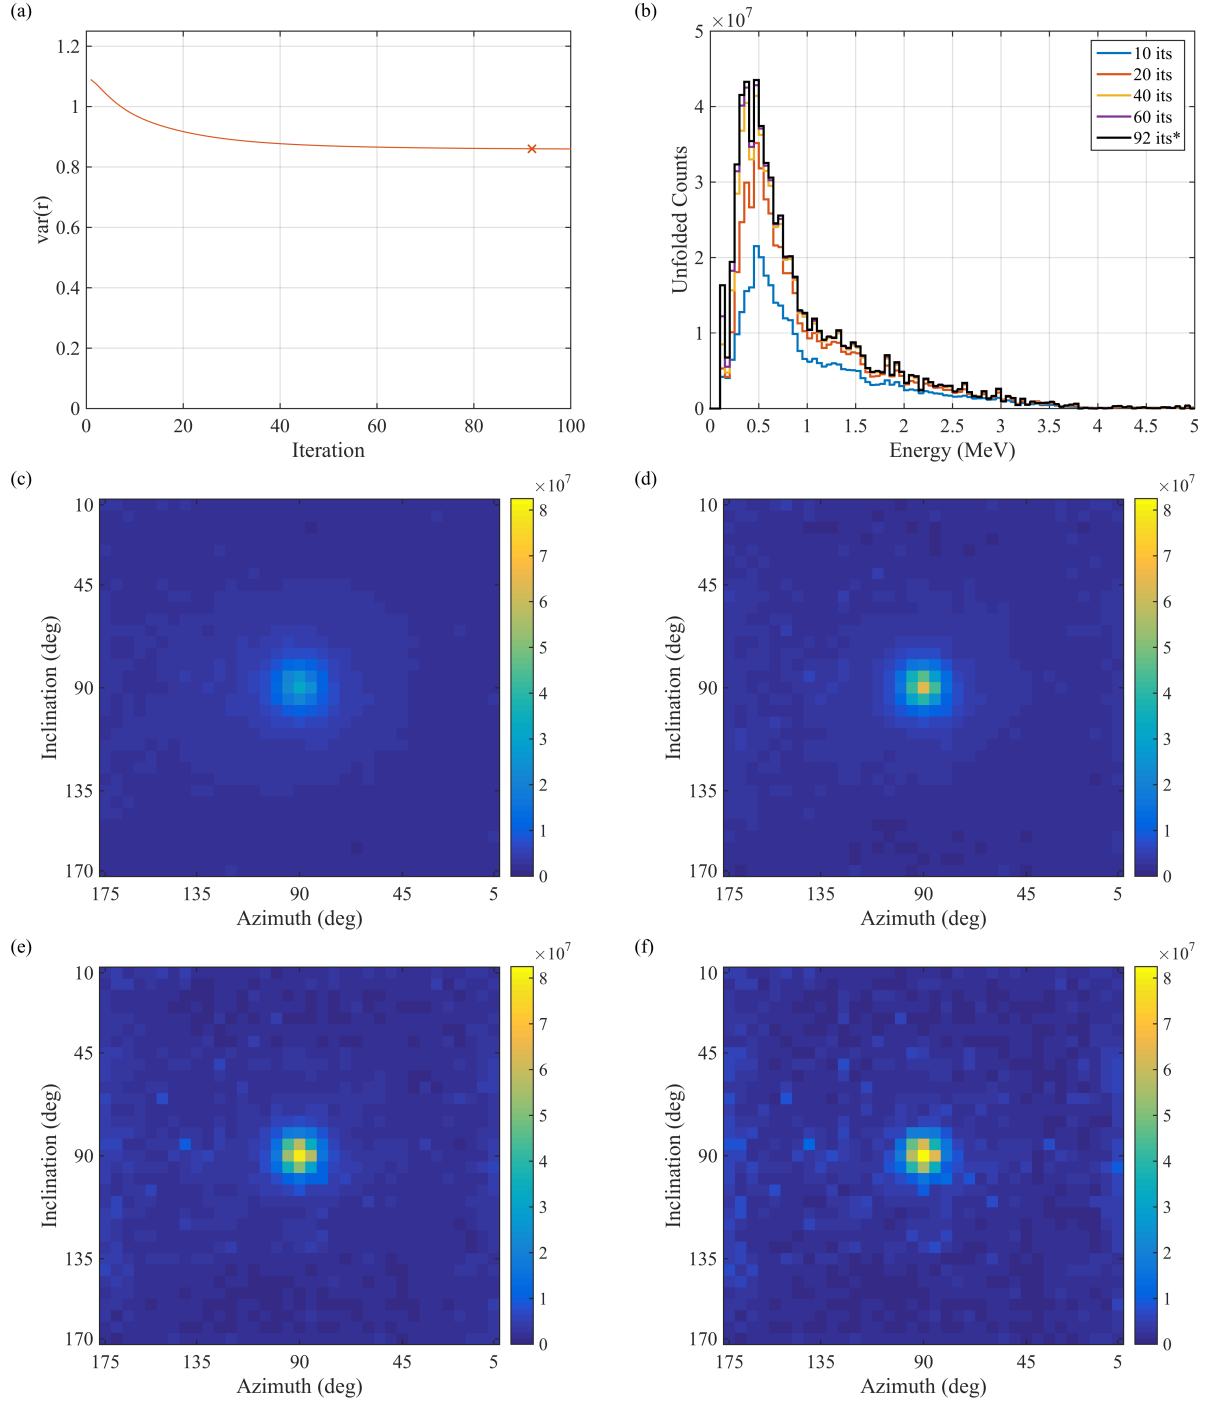 (a)
1.2
1
0.8
0.6
0.4
0.2
0
var(r)
0 20 40 60 80 100
Iteration
(b)
×10^7
5
4
3
2
1
0
Unfolded Counts
10 its
20 its
40 its
60 its
92 its*
0 0.5 1 1.5 2 2.5 3 3.5 4 4.5 5
Energy (MeV)
(c)
10
45
90
135
170
Inclination (deg)
175 135 90 45 5
Azimuth (deg)
×10^7
8
7
6
5
4
3
2
1
0
(d)
10
45
90
135
170
Inclination (deg)
175 135 90 45 5
Azimuth (deg)
×10^7
8
7
6
5
4
3
2
1
0
(e)
10
45
90
135
170
Inclination (deg)
175 135 90 45 5
Azimuth (deg)
×10^7
8
7
6
5
4
3
2
1
0
(f)
10
45
90
135
170
Inclination (deg)
175 135 90 45 5
Azimuth (deg)
×10^7
8
7
6
5
4
3
2
1
0